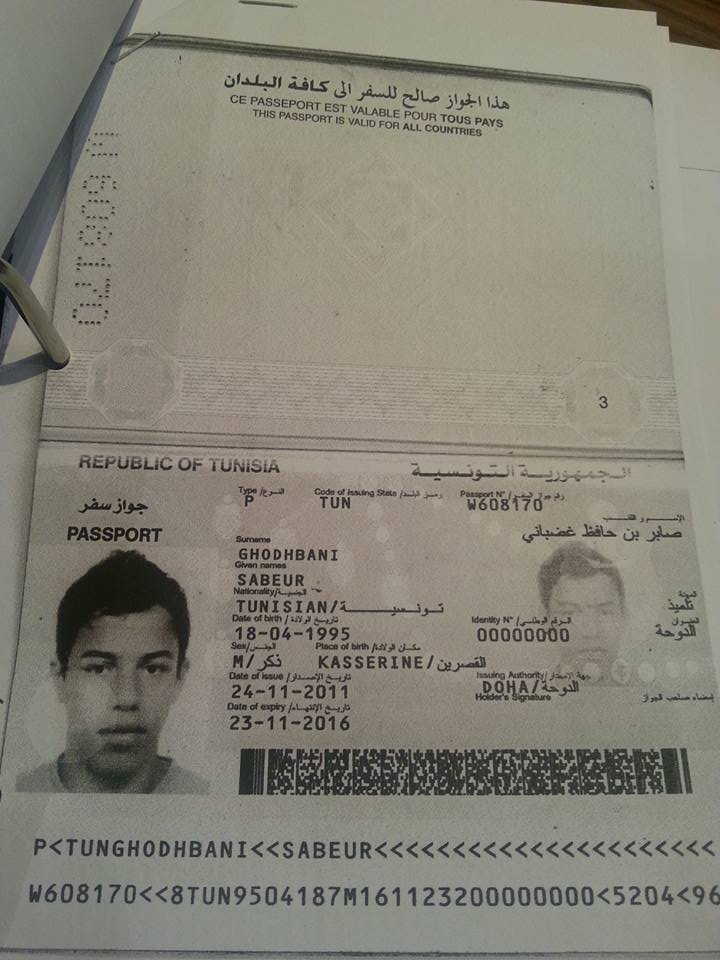 هذا الجواز صالح للسفر الى كافة البلدان
CE PASSEPORT EST VALABLE POUR TOUS PAYS
THIS PASSPORT IS VALID FOR ALL COUNTRIES
W608170
3
REPUBLIC OF TUNISIA الجمهورية التونسية
جواز سفر
PASSPORT
Type/النوع Code of Issuing State/رمز البلد Passport N°/رقم جواز السفر
P TUN W608170
الإسم و اللقب
صابر بن حافظ غضباني
Surname
GHODHBANI
Given names
SABEUR
Nationality/الجنسية
TUNISIAN/تونسية
المهنة
تلميذ
Date of birth/تاريخ الولادة Identity N°/الرقم الوطني العنوان
18-04-1995 00000000 الدوحة
Sex/الجنس Place of birth/مكان الولادة
M/ذكر KASSERINE/القصرين
Date of issue/تاريخ الإصدار Issuing Authority/جهة الإصدار
24-11-2011 DOHA/الدوحة
Holder's Signature إمضاء صاحب الجواز
Date of expiry/تاريخ الإنتهاء
23-11-2016
P<TUNGHODHBANI<<SABEUR<<<<<<<<<<<<<<<<<<<<<<
W608170<<8TUN9504187M161123200000000<5204<96